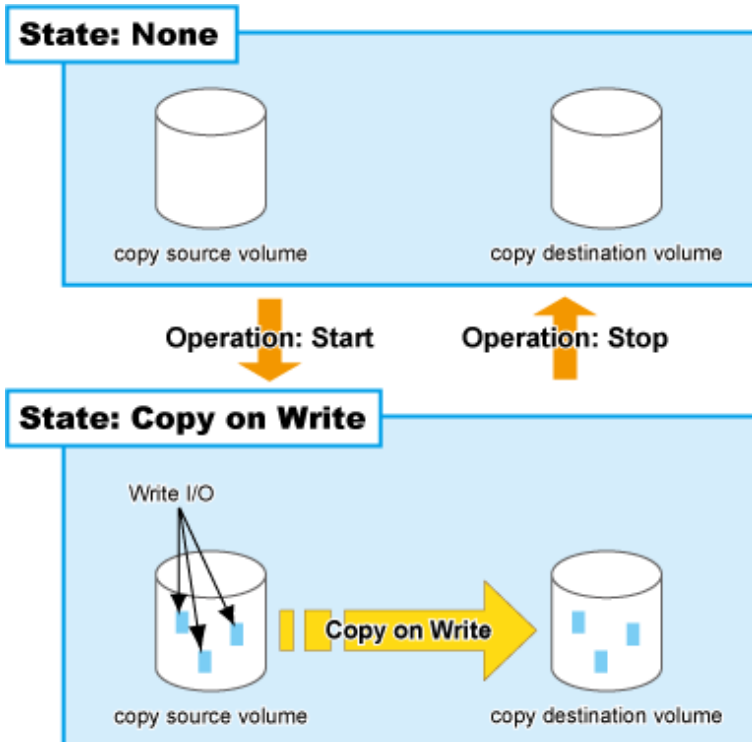 State: None
copy source volume
copy destination volume
Operation: Start
Operation: Stop
State: Copy on Write
Write I/O
Copy on Write
copy source volume
copy destination volume